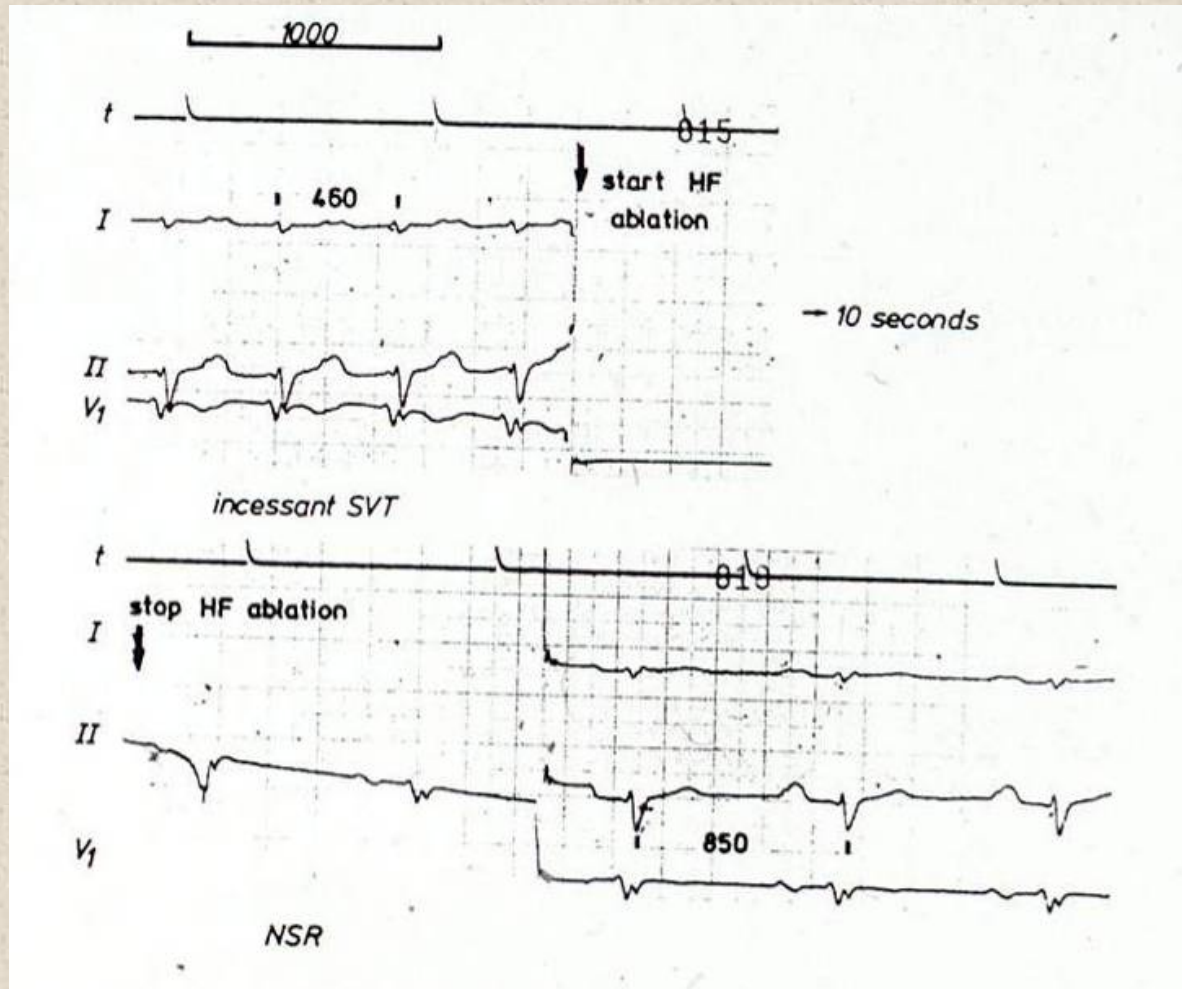 1000
t
015
start HF
ablation
460
I
→ 10 seconds
II
V1
incessant SVT
t
010
stop HF ablation
I
II
850
V1
NSR